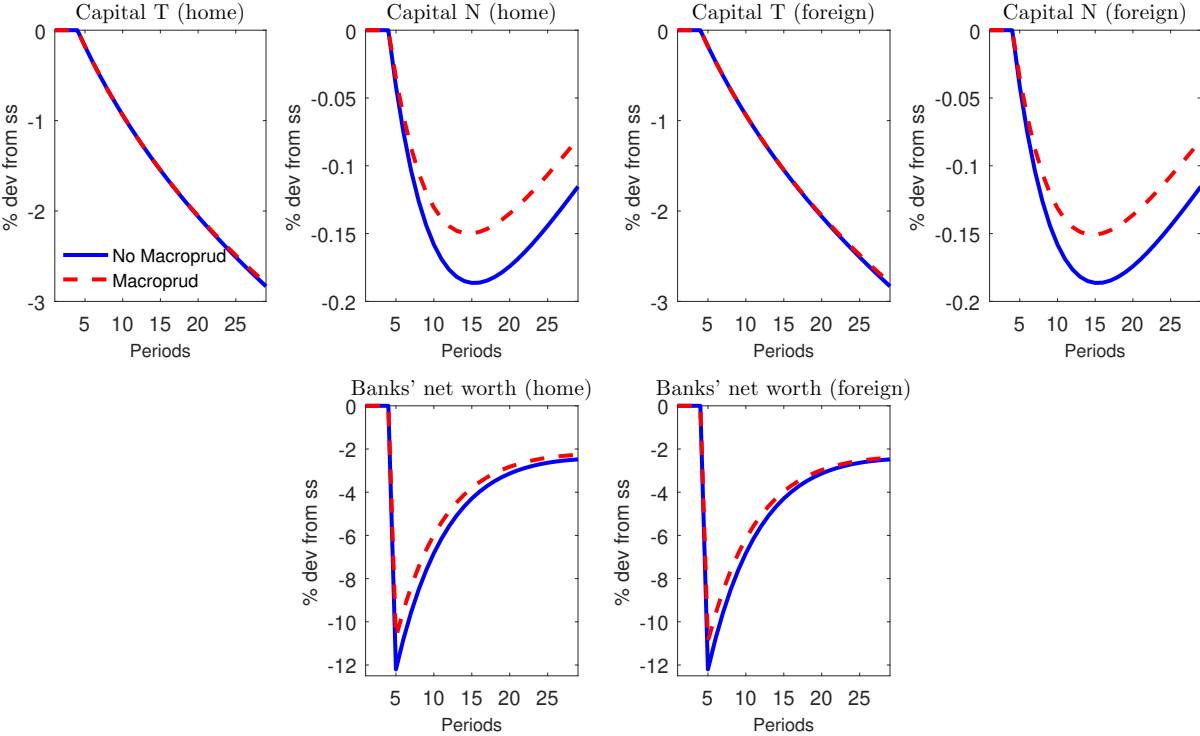 Capital T (home)
Capital N (home)
Capital T (foreign)
Capital N (foreign)
0
-1
-2
-3
% dev from ss
No Macroprud
Macroprud
5 10 15 20 25
Periods
0
-0.05
-0.1
-0.15
-0.2
% dev from ss
5 10 15 20 25
Periods
0
-1
-2
-3
% dev from ss
5 10 15 20 25
Periods
0
-0.05
-0.1
-0.15
-0.2
% dev from ss
5 10 15 20 25
Periods
Banks' net worth (home)
Banks' net worth (foreign)
0
-2
-4
-6
-8
-10
-12
% dev from ss
5 10 15 20 25
Periods
0
-2
-4
-6
-8
-10
-12
% dev from ss
5 10 15 20 25
Periods